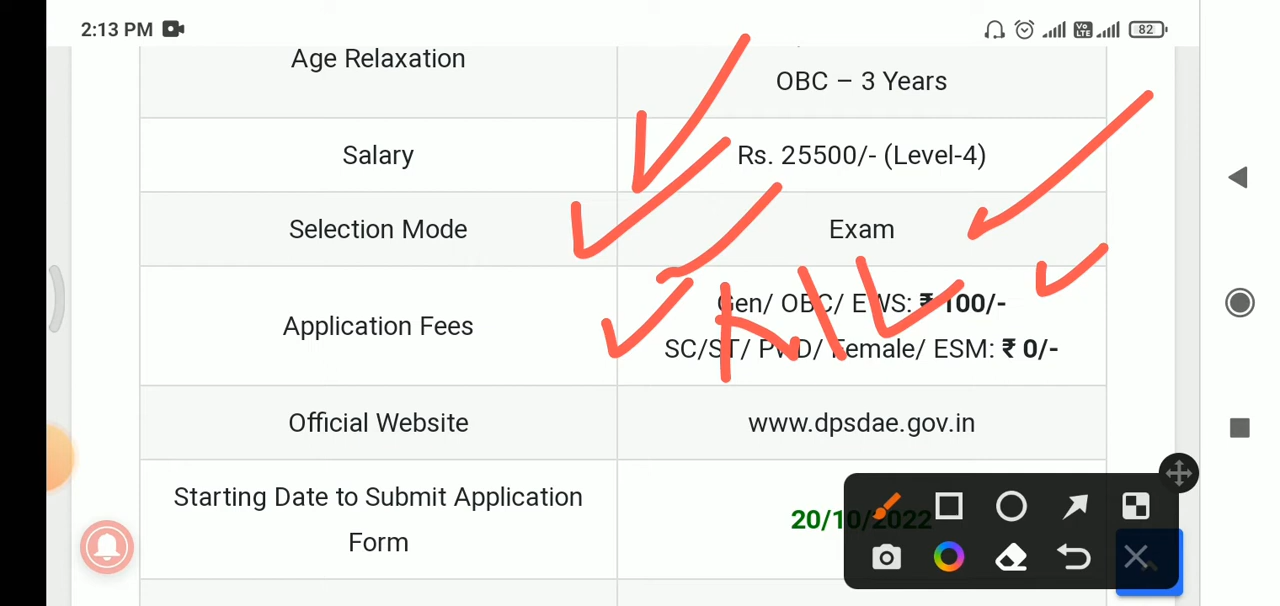 2:13 PM
Vo LTE
82
Age Relaxation
OBC – 3 Years
Salary
Rs. 25500/- (Level-4)
Selection Mode
Exam
Application Fees
Gen/ OBC/ EWS: ₹ 100/-
SC/ST/ PWD/ Female/ ESM: ₹ 0/-
Official Website
www.dpsdae.gov.in
Starting Date to Submit Application
Form
20/10/2022